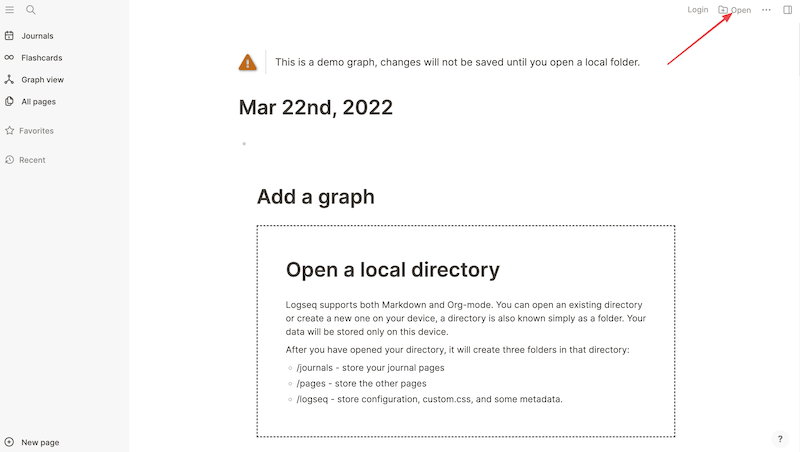 Login
Open
Journals
Flashcards
Graph view
All pages
Favorites
Recent
New page
This is a demo graph, changes will not be saved until you open a local folder.
Mar 22nd, 2022
Add a graph
Open a local directory
Logseq supports both Markdown and Org-mode. You can open an existing directory
or create a new one on your device, a directory is also known simply as a folder. Your
data will be stored only on this device.
After you have opened your directory, it will create three folders in that directory:
/journals - store your journal pages
/pages - store the other pages
/logseq - store configuration, custom.css, and some metadata.
?